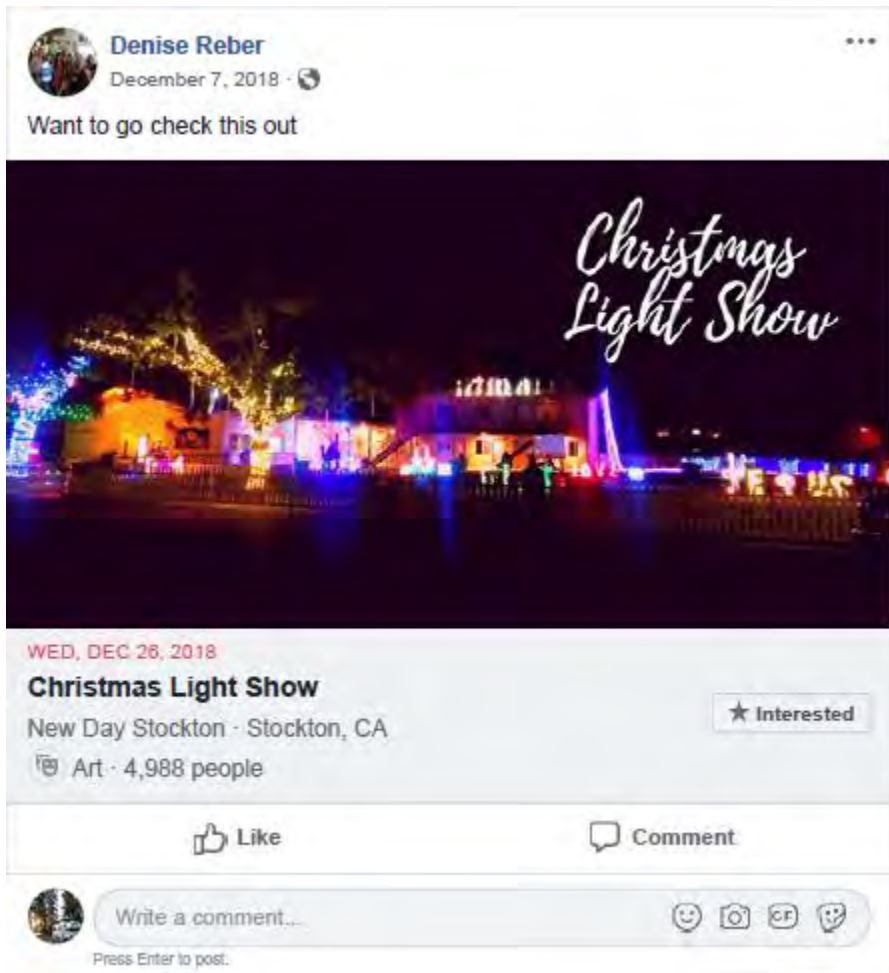 Denise Reber
December 7, 2018 ·
Want to go check this out
Christmas
Light Show
JESUS
WED, DEC 26, 2018
Christmas Light Show
New Day Stockton · Stockton, CA
Art · 4,988 people
★ Interested
Like
Comment
Write a comment...
Press Enter to post.